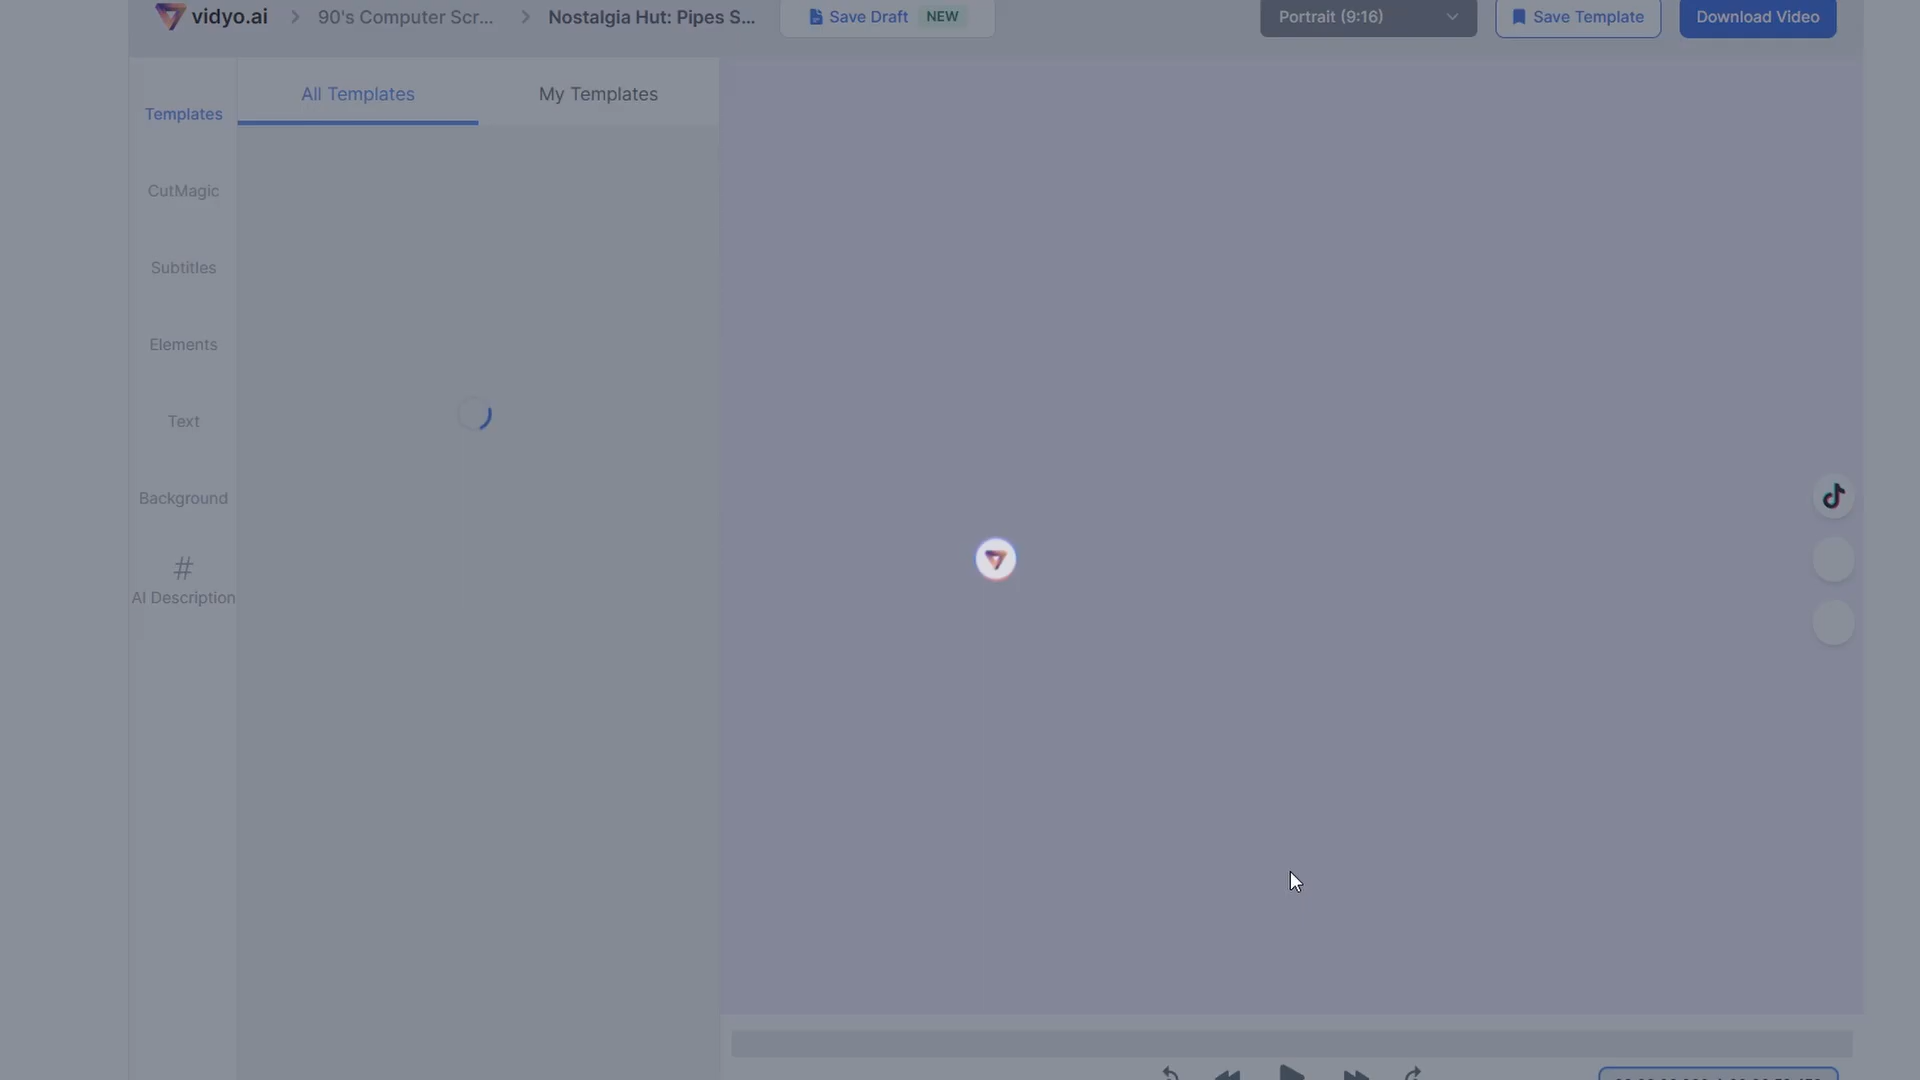 vidyo.ai
90's Computer Scr...
Nostalgia Hut: Pipes S...
Save Draft NEW
Portrait (9:16)
Save Template
Download Video
All Templates
My Templates
Templates
CutMagic
Subtitles
Elements
Text
Background
#
AI Description